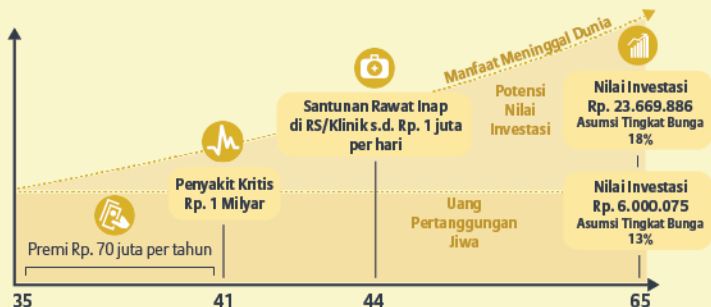 Manfaat Meninggal Dunia
Potensi
Nilai
Investasi
Nilai Investasi
Rp. 23.669.886
Asumsi Tingkat Bunga
18%
Santunan Rawat Inap
di RS/Klinik s.d. Rp. 1 juta
per hari
Penyakit Kritis
Rp. 1 Milyar
Nilai Investasi
Rp. 6.000.075
Asumsi Tingkat Bunga
13%
Uang
Pertanggungan
Jiwa
Premi Rp. 70 juta per tahun
35
41
44
65